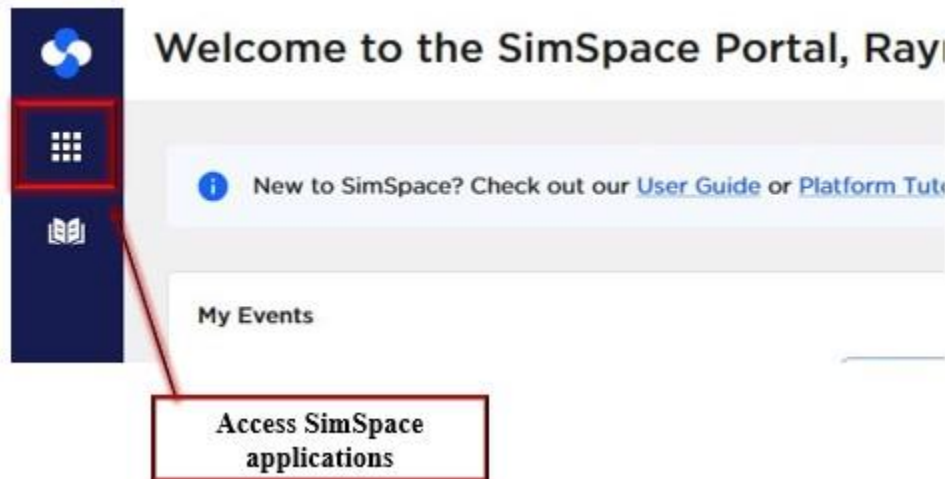 Welcome to the SimSpace Portal,
New to SimSpace? Check out our User Guide or Platform
My Events
Access SimSpace
applications